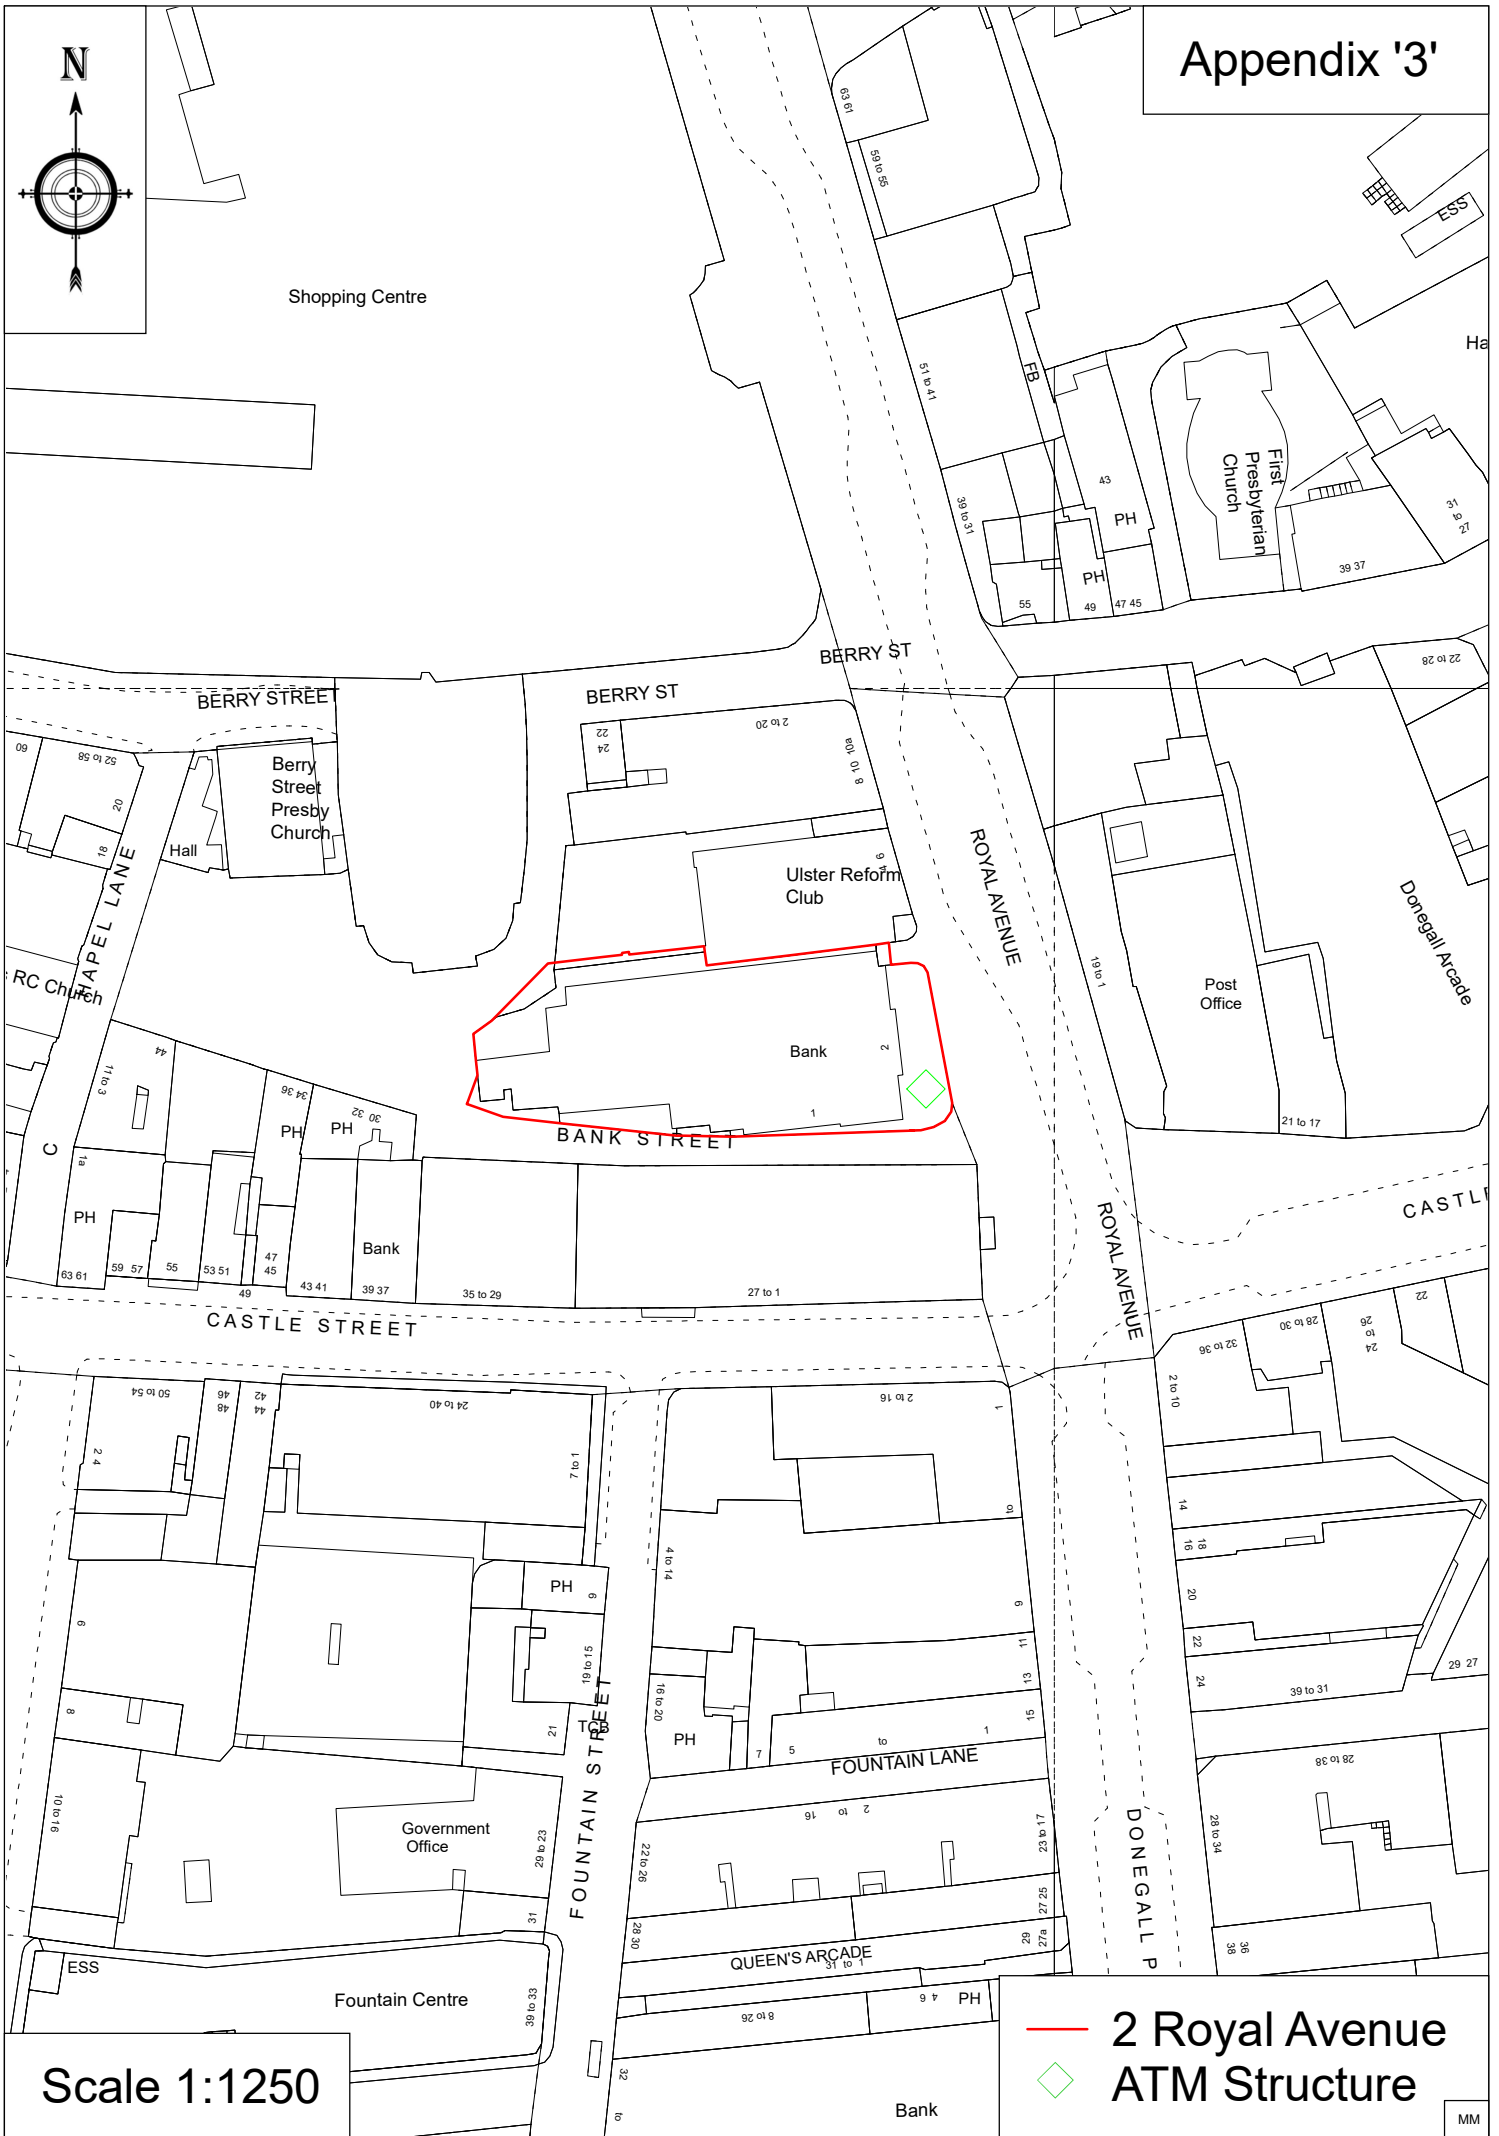 Appendix '3'
N
63 61
59 to 55
ESS
Shopping Centre
Ha
51 to 41
FB
First
Presbyterian
Church
43
PH
39 to 31
31
to
27
39 37
PH
55
49
47 45
BERRY ST
22 to 28
BERRY STREET
BERRY ST
2 to 20
22
24
8 10 10a
60
52 to 58
20
18
Berry
Street
Presby
Church
Hall
CHAPEL LANE
ROYAL AVENUE
4 6
Ulster Reform
Club
Donegall Arcade
RC Church
19 to 1
Post
Office
Bank
2
1
44
11 to 3
34 36
30
32
PH
PH
21 to 17
BANK STREET
1a
PH
CASTLE
ROYAL AVENUE
Bank
63 61
59 57
55
53 51
49
47
45
43 41
39 37
35 to 29
27 to 1
CASTLE STREET
22
28 to 30
26
to
24
32 to 36
50 to 54
46
48
42
44
24 to 40
2 to 16
1
2 to 10
2 4
7 to 1
14
to
16
18
4 to 14
PH
9
20
6
9
11
22
19 to 15
13
24
29 27
39 to 31
16 to 20
8
15
TCB
21
PH
7
5
to
1
FOUNTAIN LANE
FOUNTAIN STREET
28 to 38
10 to 16
2 to 16
Government
Office
29 to 23
22 to 26
23 to 17
28 to 34
DONEGALL P
31
28 30
27 25
29
27a
38
36
QUEEN'S ARCADE
31 to 1
ESS
Fountain Centre
39 to 33
8 to 26
4 6
PH
2 Royal Avenue
ATM Structure
Scale 1:1250
32
to
Bank
MM